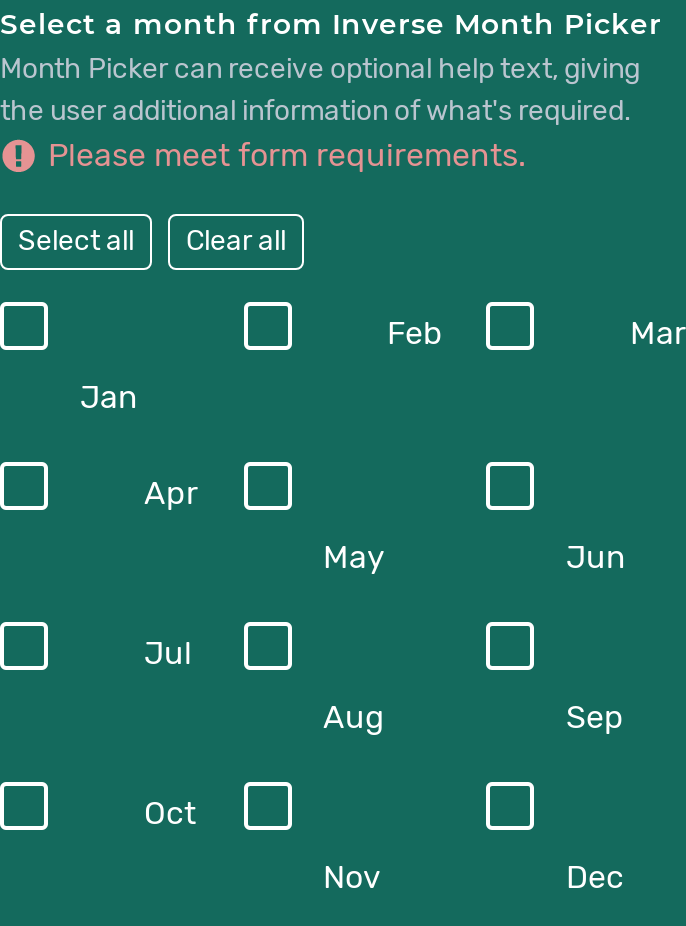 Select a month from Inverse Month Picker
Month Picker can receive optional help text, giving
the user additional information of what's required.
Please meet form requirements.
Select all
Clear all
Jan
Feb
Mar
Apr
May
Jun
Jul
Aug
Sep
Oct
Nov
Dec